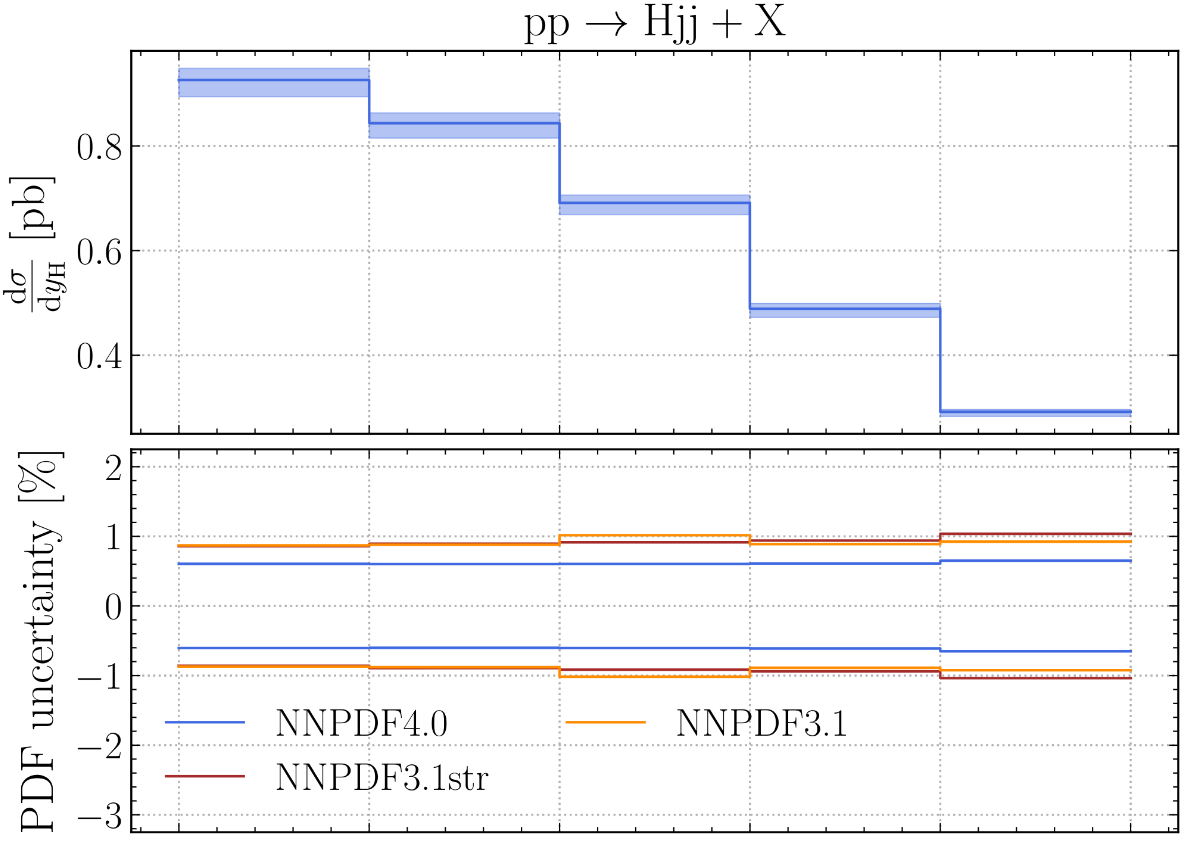 pp → Hjj + X
dσ/dy_H [pb]
0.8
0.6
0.4
PDF uncertainty [%]
2
1
0
−1
−2
−3
NNPDF4.0
NNPDF3.1
NNPDF3.1str